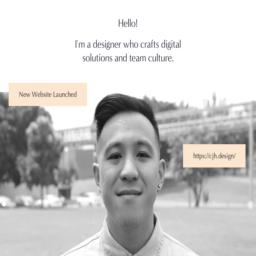 Hello!
I'm a designer who crafts digital
solutions and team culture.
New Website Launched
https://cjh.design/